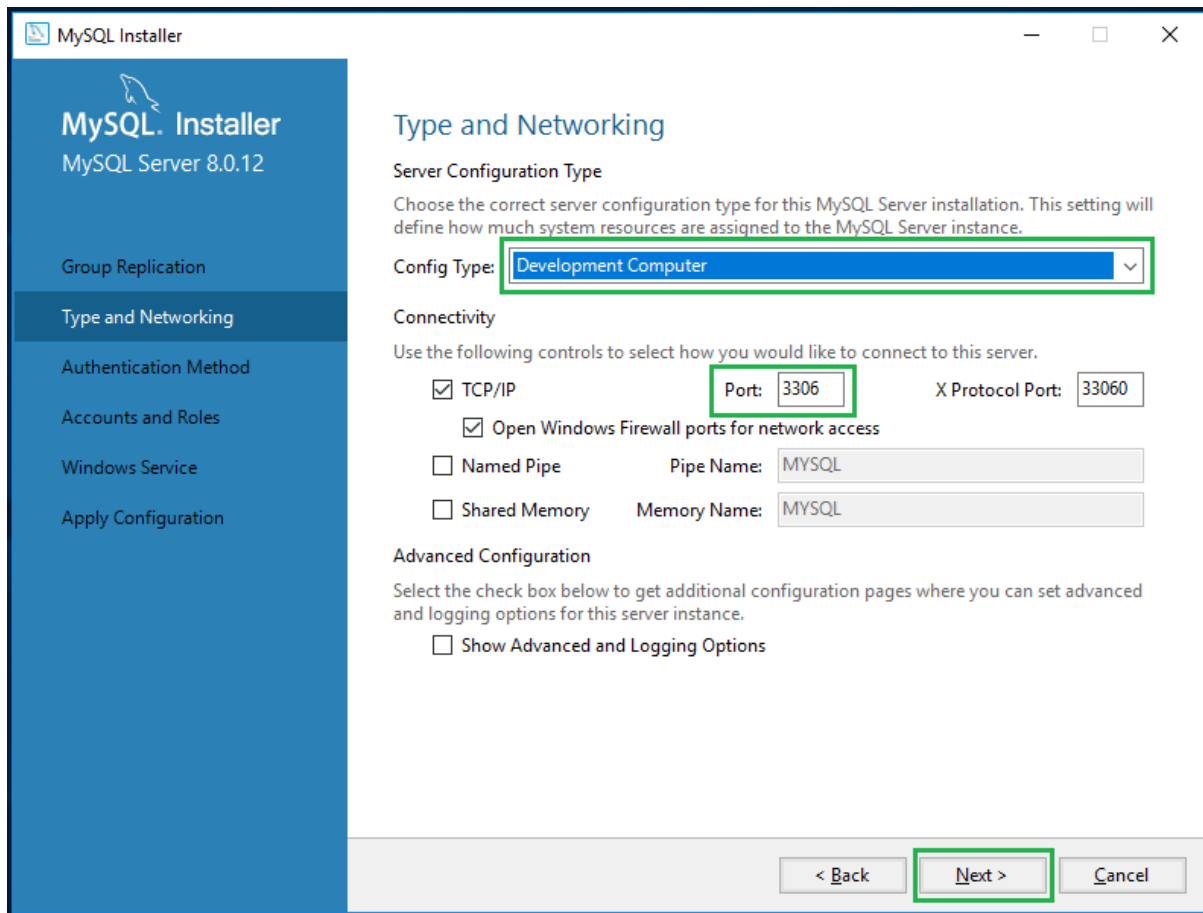 MySQL Installer
MySQL. Installer
MySQL Server 8.0.12
Group Replication
Type and Networking
Authentication Method
Accounts and Roles
Windows Service
Apply Configuration
Type and Networking
Server Configuration Type
Choose the correct server configuration type for this MySQL Server installation. This setting will
define how much system resources are assigned to the MySQL Server instance.
Config Type: Development Computer
Connectivity
Use the following controls to select how you would like to connect to this server.
TCP/IP Port: 3306 X Protocol Port: 33060
Open Windows Firewall ports for network access
Named Pipe Pipe Name: MYSQL
Shared Memory Memory Name: MYSQL
Advanced Configuration
Select the check box below to get additional configuration pages where you can set advanced
and logging options for this server instance.
Show Advanced and Logging Options
< Back Next > Cancel